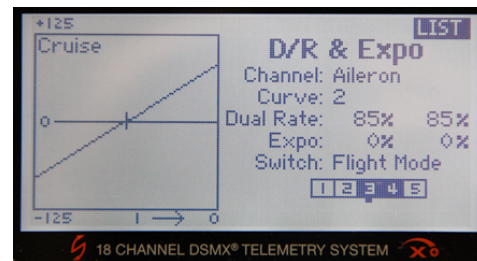 +125
LIST
Cruise
D/R & Expo
Channel: Aileron
Curve: 2
0
Dual Rate: 85% 85%
Expo: 0% 0%
Switch: Flight Mode
1 2 3 4 5
-125 1 → 0
18 CHANNEL DSMX® TELEMETRY SYSTEM X+